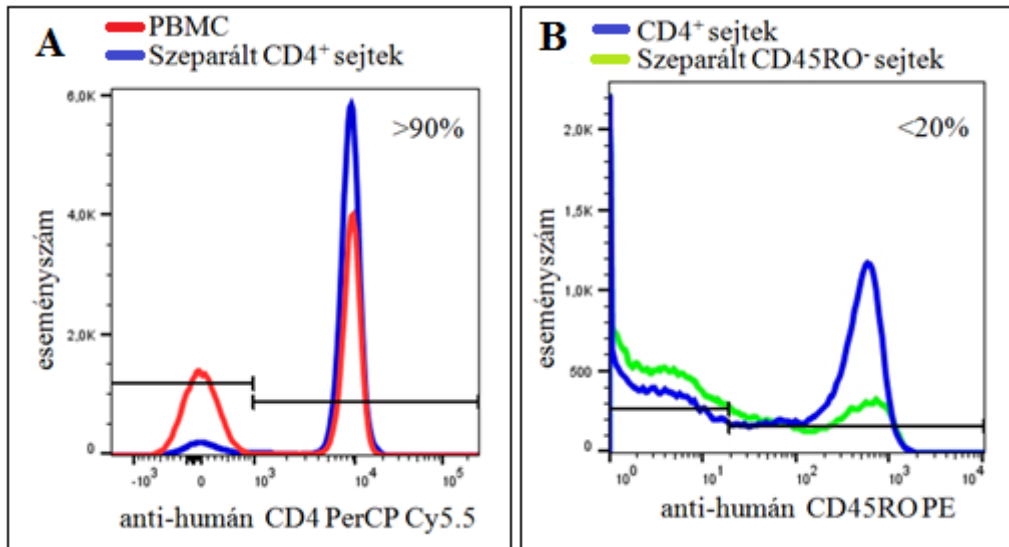 A
PBMC
Szeparált CD4⁺ sejtek
6,0K
4,0K
2,0K
0
>90%
eseményszám
-10³
0
10³
10⁴
10⁵
anti-humán CD4 PerCP Cy5.5
B
CD4⁺ sejtek
Szeparált CD45RO⁻ sejtek
2,0K
1,5K
1,0K
500
0
<20%
eseményszám
10⁰
10¹
10²
10³
10⁴
anti-humán CD45RO PE